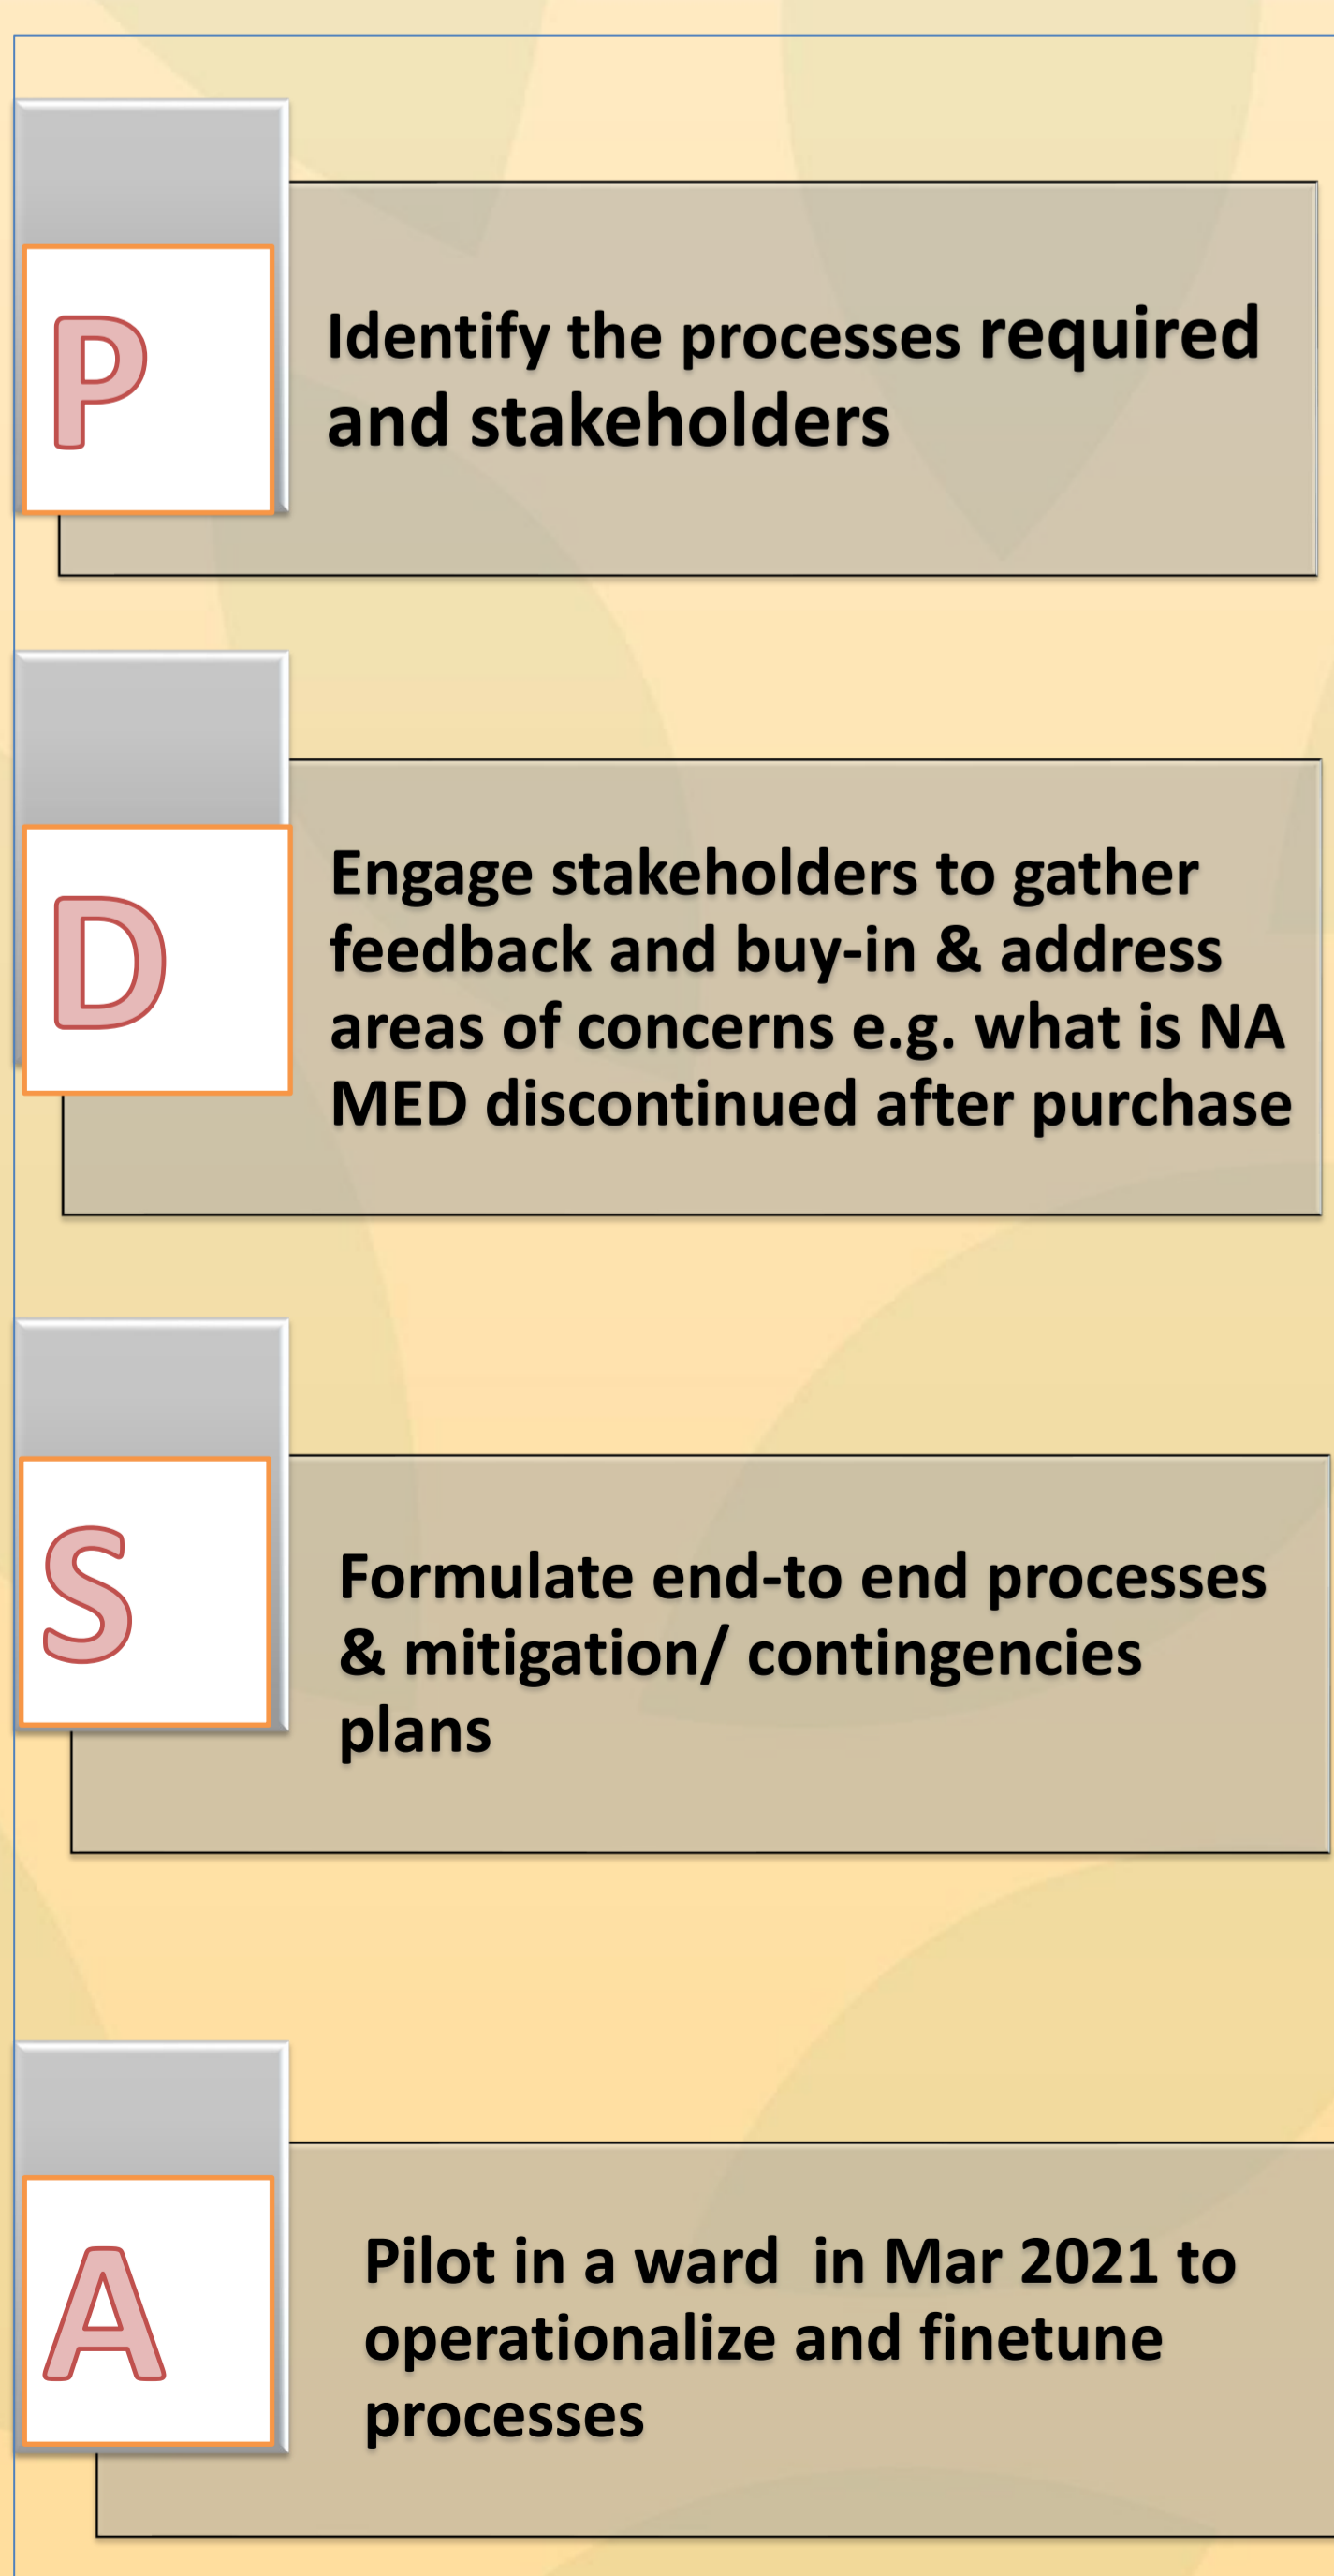 P
Identify the processes required
and stakeholders
D
Engage stakeholders to gather
feedback and buy-in & address
areas of concerns e.g. what is NA
MED discontinued after purchase
S
Formulate end-to end processes
& mitigation/ contingencies
plans
A
Pilot in a ward  in Mar 2021 to
operationalize and finetune
processes